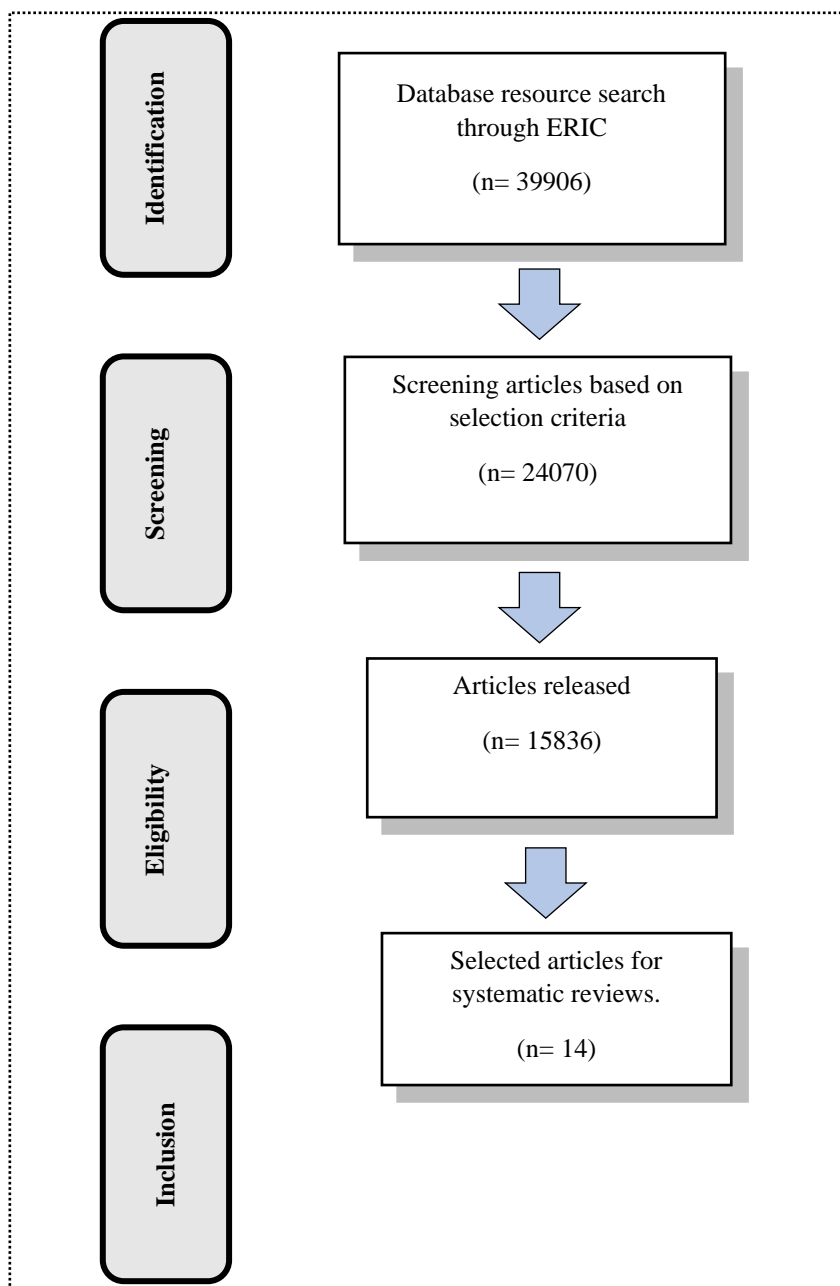 Identification
Database resource search
through ERIC
(n= 39906)
Screening
Screening articles based on
selection criteria
(n= 24070)
Eligibility
Articles released
(n= 15836)
Selected articles for
systematic reviews.
(n= 14)
Inclusion